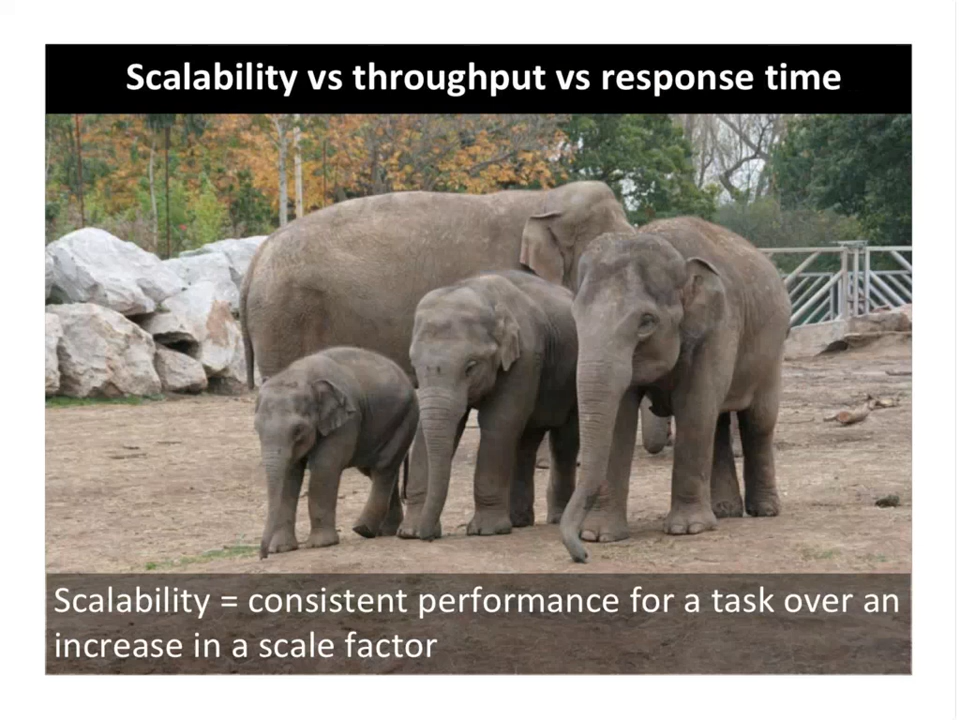 Scalability vs throughput vs response time
Scalability = consistent performance for a task over an
increase in a scale factor